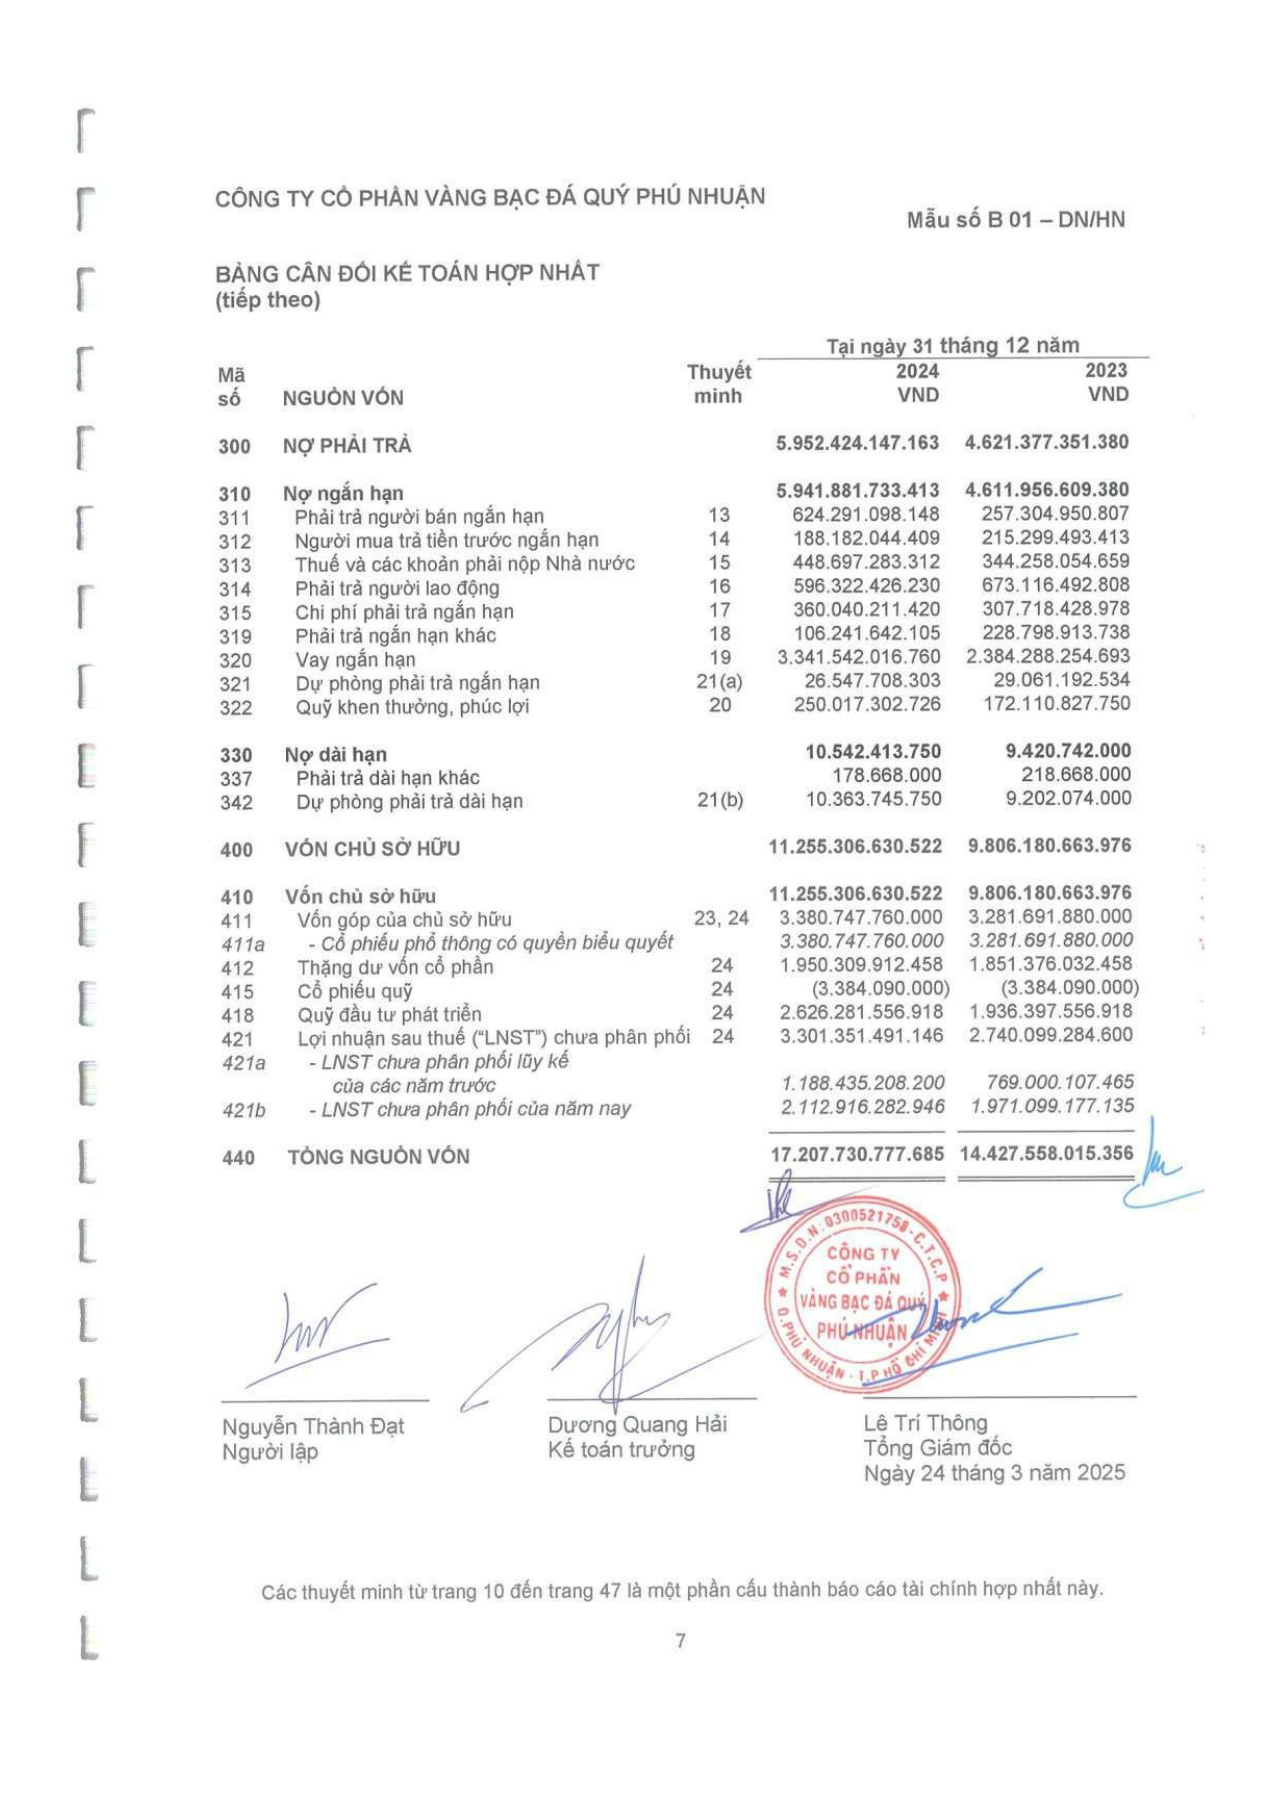 CÔNG TY CỔ PHẦN VÀNG BẠC ĐÁ QUÝ PHÚ NHUẬN
Mẫu số B 01 – DN/HN
BẢNG CÂN ĐỐI KẾ TOÁN HỢP NHẤT
(tiếp theo)
Tại ngày 31 tháng 12 năm
Mã số NGUỒN VỐN Thuyết minh 2024 VND 2023 VND
300 NỢ PHẢI TRẢ 5.952.424.147.163 4.621.377.351.380
310 Nợ ngắn hạn 5.941.881.733.413 4.611.956.609.380
311 Phải trả người bán ngắn hạn 13 624.291.098.148 257.304.950.807
312 Người mua trả tiền trước ngắn hạn 14 188.182.044.409 215.299.493.413
313 Thuế và các khoản phải nộp Nhà nước 15 448.697.283.312 344.258.054.659
314 Phải trả người lao động 16 596.322.426.230 673.116.492.808
315 Chi phí phải trả ngắn hạn 17 360.040.211.420 307.718.428.978
319 Phải trả ngắn hạn khác 18 106.241.642.105 228.798.913.738
320 Vay ngắn hạn 19 3.341.542.016.760 2.384.288.254.693
321 Dự phòng phải trả ngắn hạn 21(a) 26.547.708.303 29.061.192.534
322 Quỹ khen thưởng, phúc lợi 20 250.017.302.726 172.110.827.750
330 Nợ dài hạn 10.542.413.750 9.420.742.000
337 Phải trả dài hạn khác 178.668.000 218.668.000
342 Dự phòng phải trả dài hạn 21(b) 10.363.745.750 9.202.074.000
400 VỐN CHỦ SỞ HỮU 11.255.306.630.522 9.806.180.663.976
410 Vốn chủ sở hữu 11.255.306.630.522 9.806.180.663.976
411 Vốn góp của chủ sở hữu 23, 24 3.380.747.760.000 3.281.691.880.000
411a - Cổ phiếu phổ thông có quyền biểu quyết 3.380.747.760.000 3.281.691.880.000
412 Thặng dư vốn cổ phần 24 1.950.309.912.458 1.851.376.032.458
415 Cổ phiếu quỹ 24 (3.384.090.000) (3.384.090.000)
418 Quỹ đầu tư phát triển 24 2.626.281.556.918 1.936.397.556.918
421 Lợi nhuận sau thuế (“LNST”) chưa phân phối 24 3.301.351.491.146 2.740.099.284.600
421a - LNST chưa phân phối lũy kế
của các năm trước 1.188.435.208.200 769.000.107.465
421b - LNST chưa phân phối của năm nay 2.112.916.282.946 1.971.099.177.135
440 TỔNG NGUỒN VỐN 17.207.730.777.685 14.427.558.015.356
M.S.D.N: 0300521758 - C.T.C.P
CÔNG TY
CỔ PHẦN
VÀNG BẠC ĐÁ QUÝ
PHÚ NHUẬN
Q.PHÚ NHUẬN - T.P HỒ CHÍ MINH
Nguyễn Thành Đạt
Người lập
Dương Quang Hải
Kế toán trưởng
Lê Trí Thông
Tổng Giám đốc
Ngày 24 tháng 3 năm 2025
Các thuyết minh từ trang 10 đến trang 47 là một phần cấu thành báo cáo tài chính hợp nhất này.
7